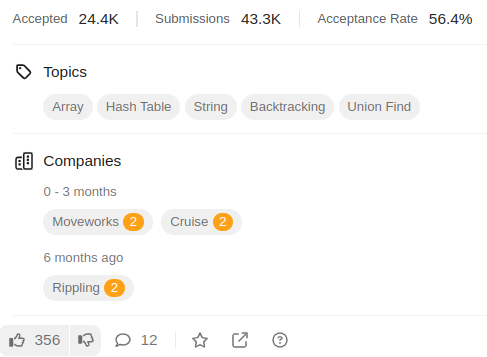 Accepted 24.4K Submissions 43.3K Acceptance Rate 56.4%
Topics
Array Hash Table String Backtracking Union Find
Companies
0 - 3 months
Moveworks 2 Cruise 2
6 months ago
Rippling 2
356 12